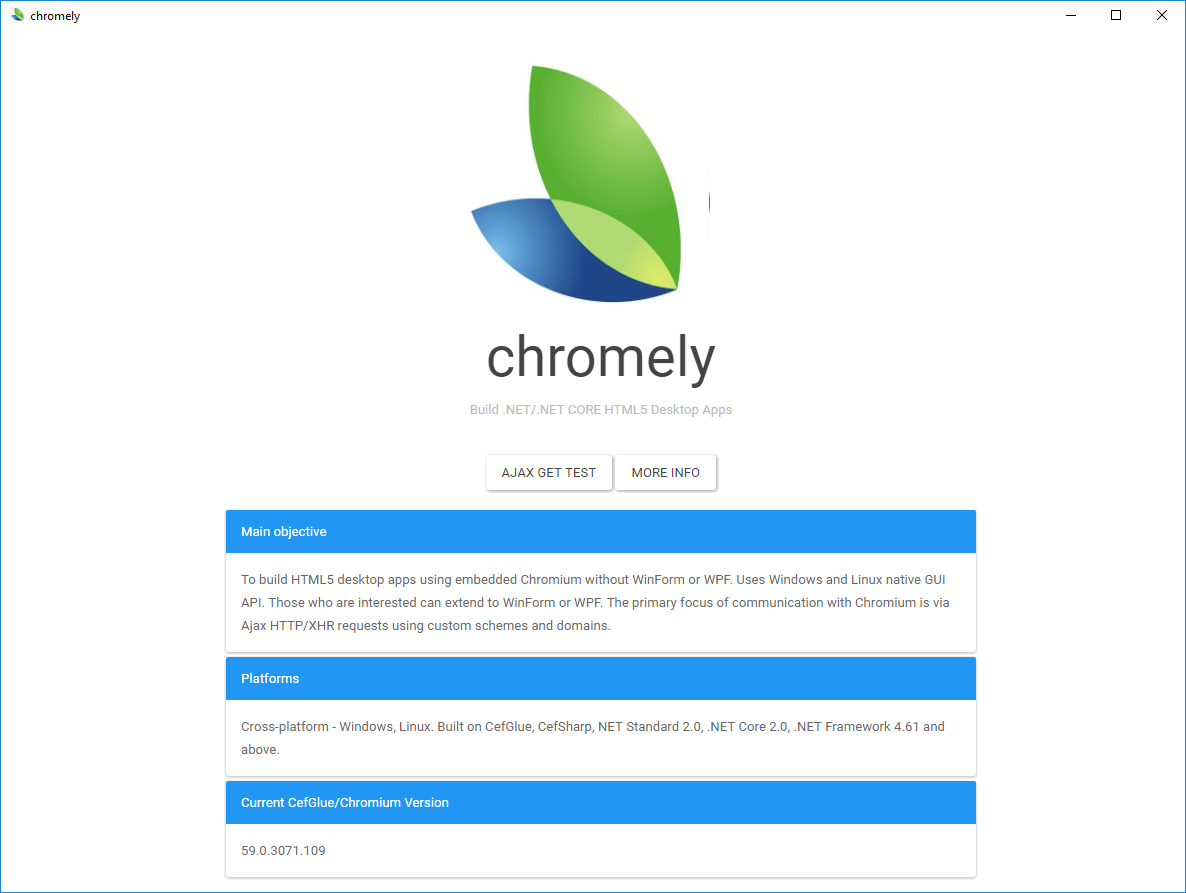 chromely
chromely
Build .NET/.NET CORE HTML5 Desktop Apps
AJAX GET TEST MORE INFO
Main objective
To build HTML5 desktop apps using embedded Chromium without WinForm or WPF. Uses Windows and Linux native GUI
API. Those who are interested can extend to WinForm or WPF. The primary focus of communication with Chromium is via
Ajax HTTP/XHR requests using custom schemes and domains.
Platforms
Cross-platform - Windows, Linux. Built on CefGlue, CefSharp, NET Standard 2.0, .NET Core 2.0, .NET Framework 4.61 and
above.
Current CefGlue/Chromium Version
59.0.3071.109